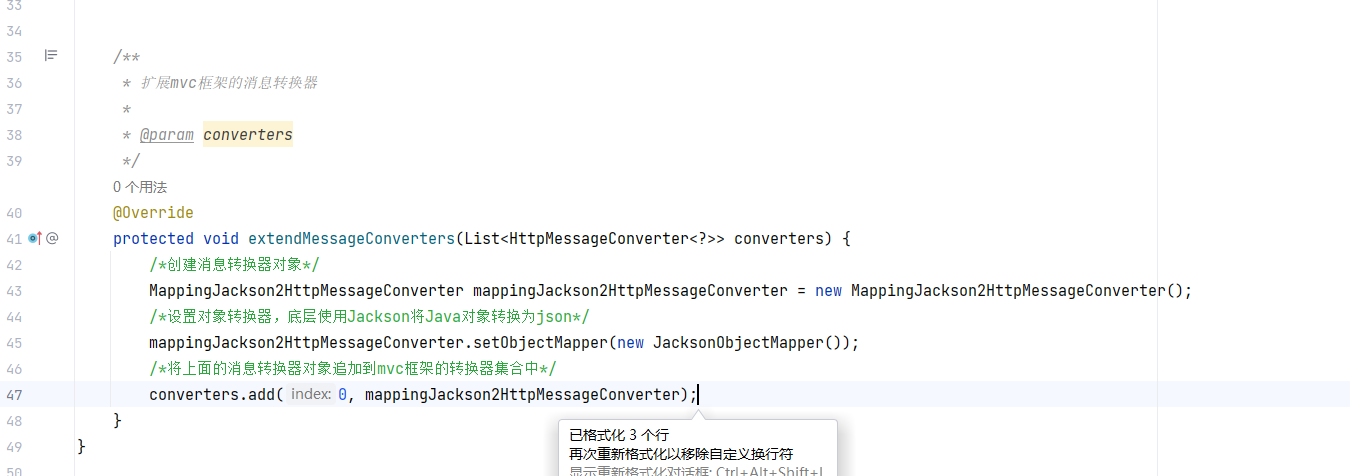 33
34
35 /**
36 * 扩展mvc框架的消息转换器
37 *
38 * @param converters
39 */
0 个用法
40 @Override
41 protected void extendMessageConverters(List<HttpMessageConverter<?>> converters) {
42 /*创建消息转换器对象*/
43 MappingJackson2HttpMessageConverter mappingJackson2HttpMessageConverter = new MappingJackson2HttpMessageConverter();
44 /*设置对象转换器，底层使用Jackson将Java对象转换为json*/
45 mappingJackson2HttpMessageConverter.setObjectMapper(new JacksonObjectMapper());
46 /*将上面的消息转换器对象追加到mvc框架的转换器集合中*/
47 converters.add( index: 0, mappingJackson2HttpMessageConverter);
48 }
49 }
50
已格式化 3 个行
再次重新格式化以移除自定义换行符
显示重新格式化对话框: Ctrl+Alt+Shift+L